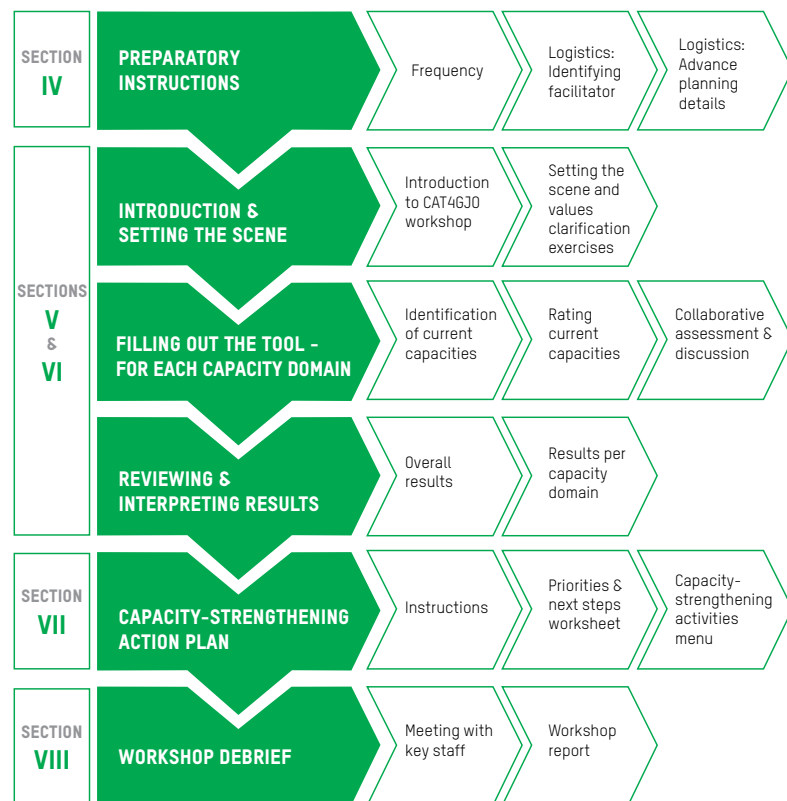 SECTION
IV
PREPARATORY
INSTRUCTIONS
Frequency
Logistics:
Identifying
facilitator
Logistics:
Advance
planning
details
SECTIONS
V
&
VI
INTRODUCTION &
SETTING THE SCENE
Introduction
to CAT4GJO
workshop
Setting the
scene and
values
clarification
exercises
FILLING OUT THE TOOL -
FOR EACH CAPACITY DOMAIN
Identification
of current
capacities
Rating
current
capacities
Collaborative
assessment &
discussion
REVIEWING &
INTERPRETING RESULTS
Overall
results
Results per
capacity
domain
SECTION
VII
CAPACITY-STRENGTHENING
ACTION PLAN
Instructions
Priorities &
next steps
worksheet
Capacity-
strengthening
activities
menu
SECTION
VIII
WORKSHOP DEBRIEF
Meeting with
key staff
Workshop
report